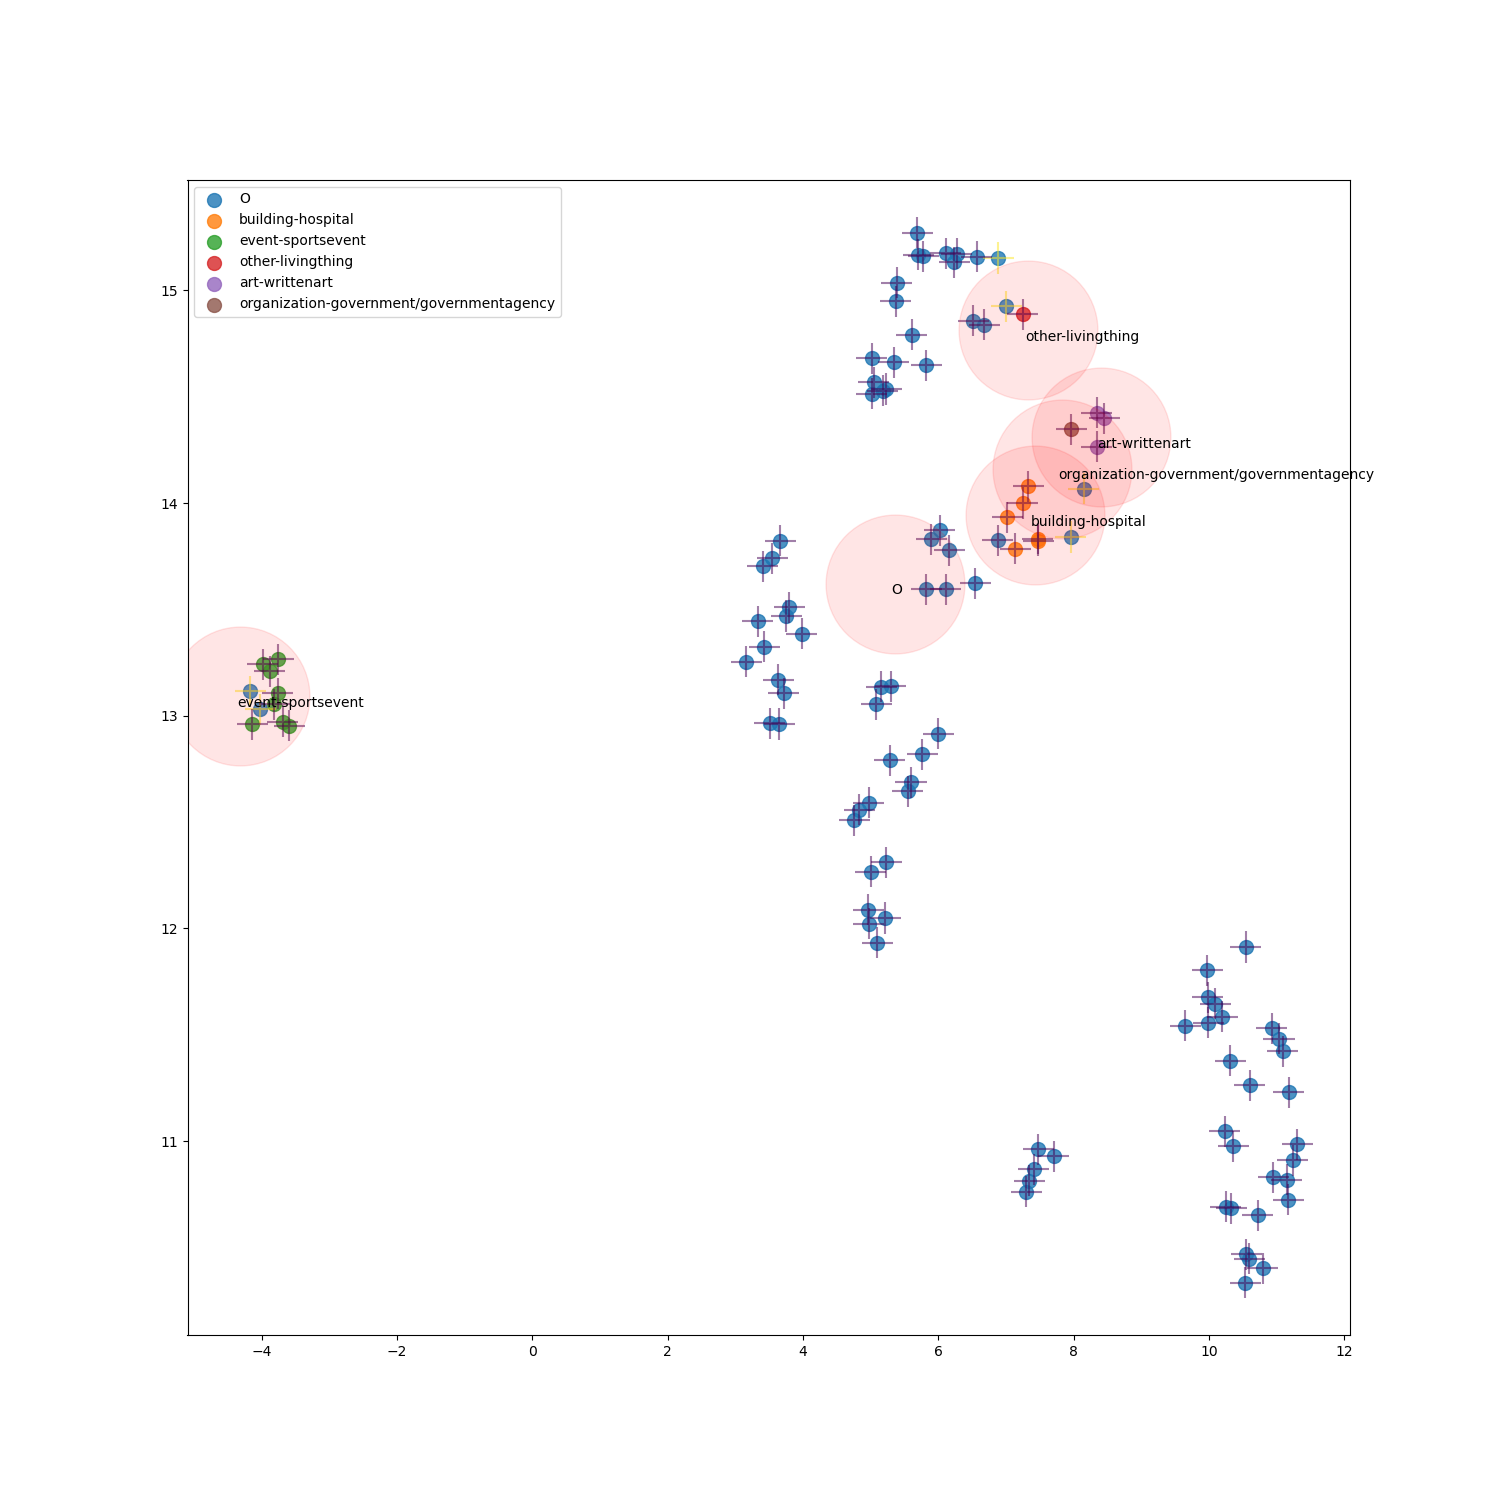 O
building-hospital
event-sportsevent
other-livingthing
art-writtenart
organization-government/governmentagency
15
other-livingthing
art-writtenart
organization-government/governmentagency
14
building-hospital
O
event-sportsevent
13
12
11
−4 −2 0 2 4 6 8 10 12